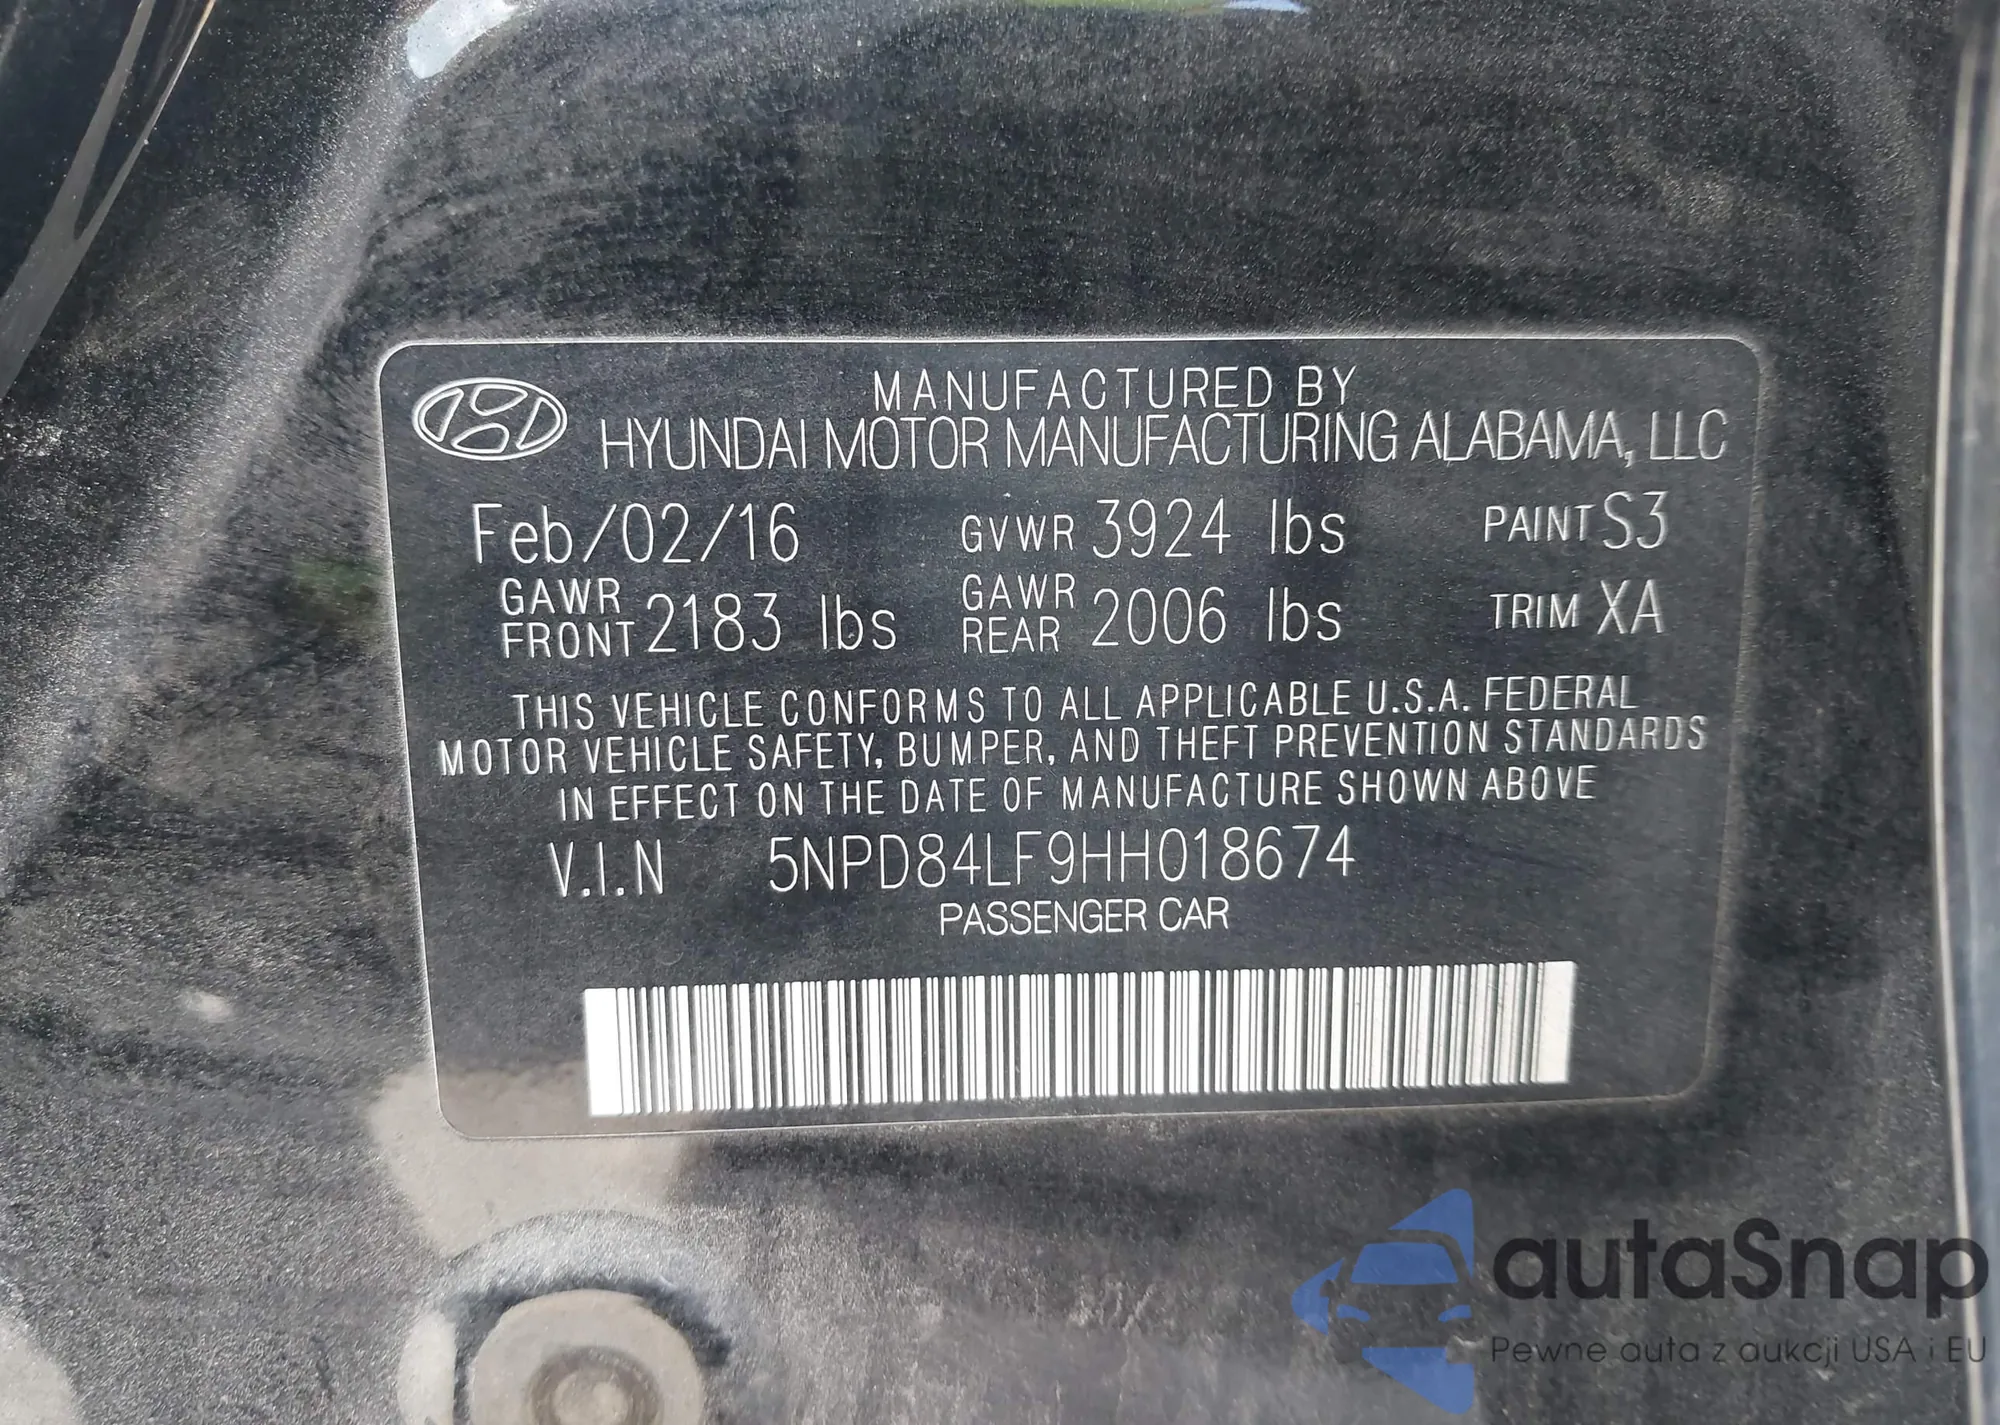 MANUFACTURED BY
HYUNDAI MOTOR MANUFACTURING ALABAMA, LLC
Feb/02/16 GVWR 3924 lbs PAINT S3
GAWR FRONT 2183 lbs GAWR REAR 2006 lbs TRIM XA
THIS VEHICLE CONFORMS TO ALL APPLICABLE U.S.A. FEDERAL
MOTOR VEHICLE SAFETY, BUMPER, AND THEFT PREVENTION STANDARDS
IN EFFECT ON THE DATE OF MANUFACTURE SHOWN ABOVE
V.I.N 5NPD84LF9HH018674
PASSENGER CAR
autaSnap
Pewne auta z aukcji USA i EU